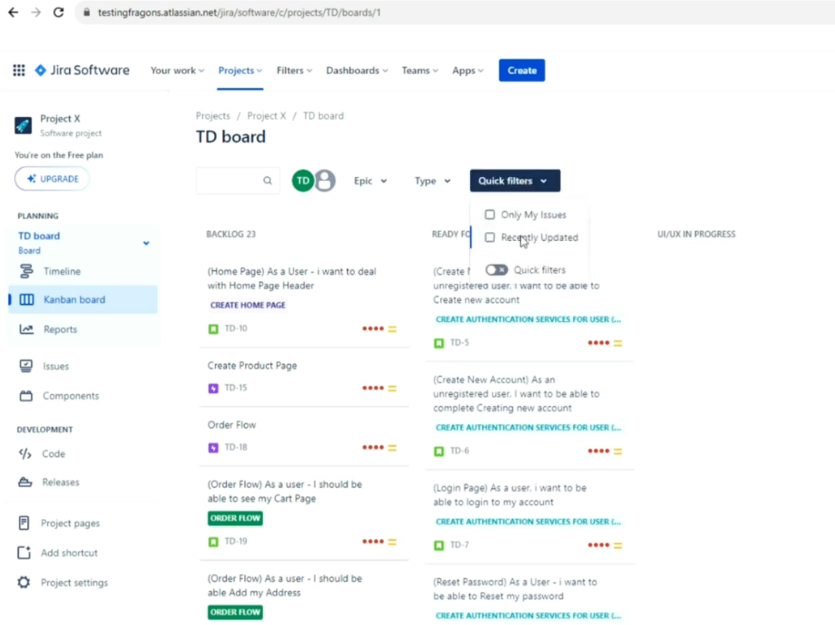 testingfragons.atlassian.net/jira/software/c/projects/TD/boards/1
Jira Software Your work Projects Filters Dashboards Teams Apps Create
Project X
Software project
You're on the Free plan
UPGRADE
PLANNING
TD board
Board
Timeline
Kanban board
Reports
Issues
Components
DEVELOPMENT
Code
Releases
Project pages
Add shortcut
Project settings
Projects / Project X / TD board
TD board
TD Epic Type Quick filters
Only My Issues
Recently Updated
Quick filters
BACKLOG 23
(Home Page) As a User - i want to deal
with Home Page Header
CREATE HOME PAGE
TD-10
Create Product Page
TD-15
Order Flow
TD-18
(Order Flow) As a user - I should be
able to see my Cart Page
ORDER FLOW
TD-19
(Order Flow) As a user - I should be
able Add my Address
ORDER FLOW
READY FO
(Create N
unregistered user. I want to be able to
Create new account
CREATE AUTHENTICATION SERVICES FOR USER (...
TD-5
(Create New Account) As an
unregistered user. I want to be able to
complete Creating new account
CREATE AUTHENTICATION SERVICES FOR USER (...
TD-6
(Login Page) As a user. i want to be
able to login to my account
CREATE AUTHENTICATION SERVICES FOR USER (...
TD-7
(Reset Password) As a User - i want to
be able to Reset my password
CREATE AUTHENTICATION SERVICES FOR USER (...
UI/UX IN PROGRESS